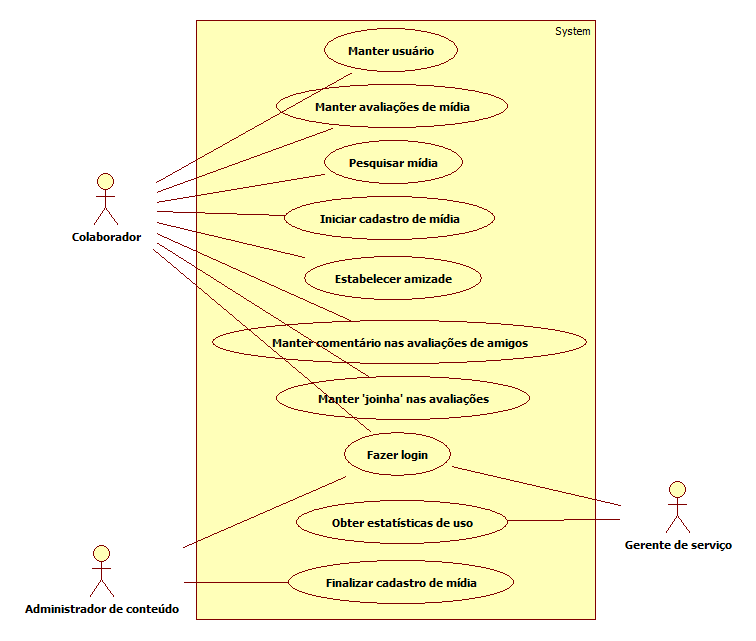 System
Manter usuário
Manter avaliações de mídia
Pesquisar mídia
Colaborador
Iniciar cadastro de mídia
Estabelecer amizade
Manter comentário nas avaliações de amigos
Manter 'joinha' nas avaliações
Fazer login
Obter estatísticas de uso
Gerente de serviço
Finalizar cadastro de mídia
Administrador de conteúdo